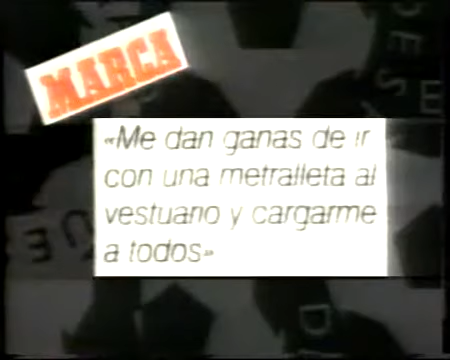 MARCA
«Me dan ganas de ir
con una metralleta al
vestuario y cargarme
a todos»